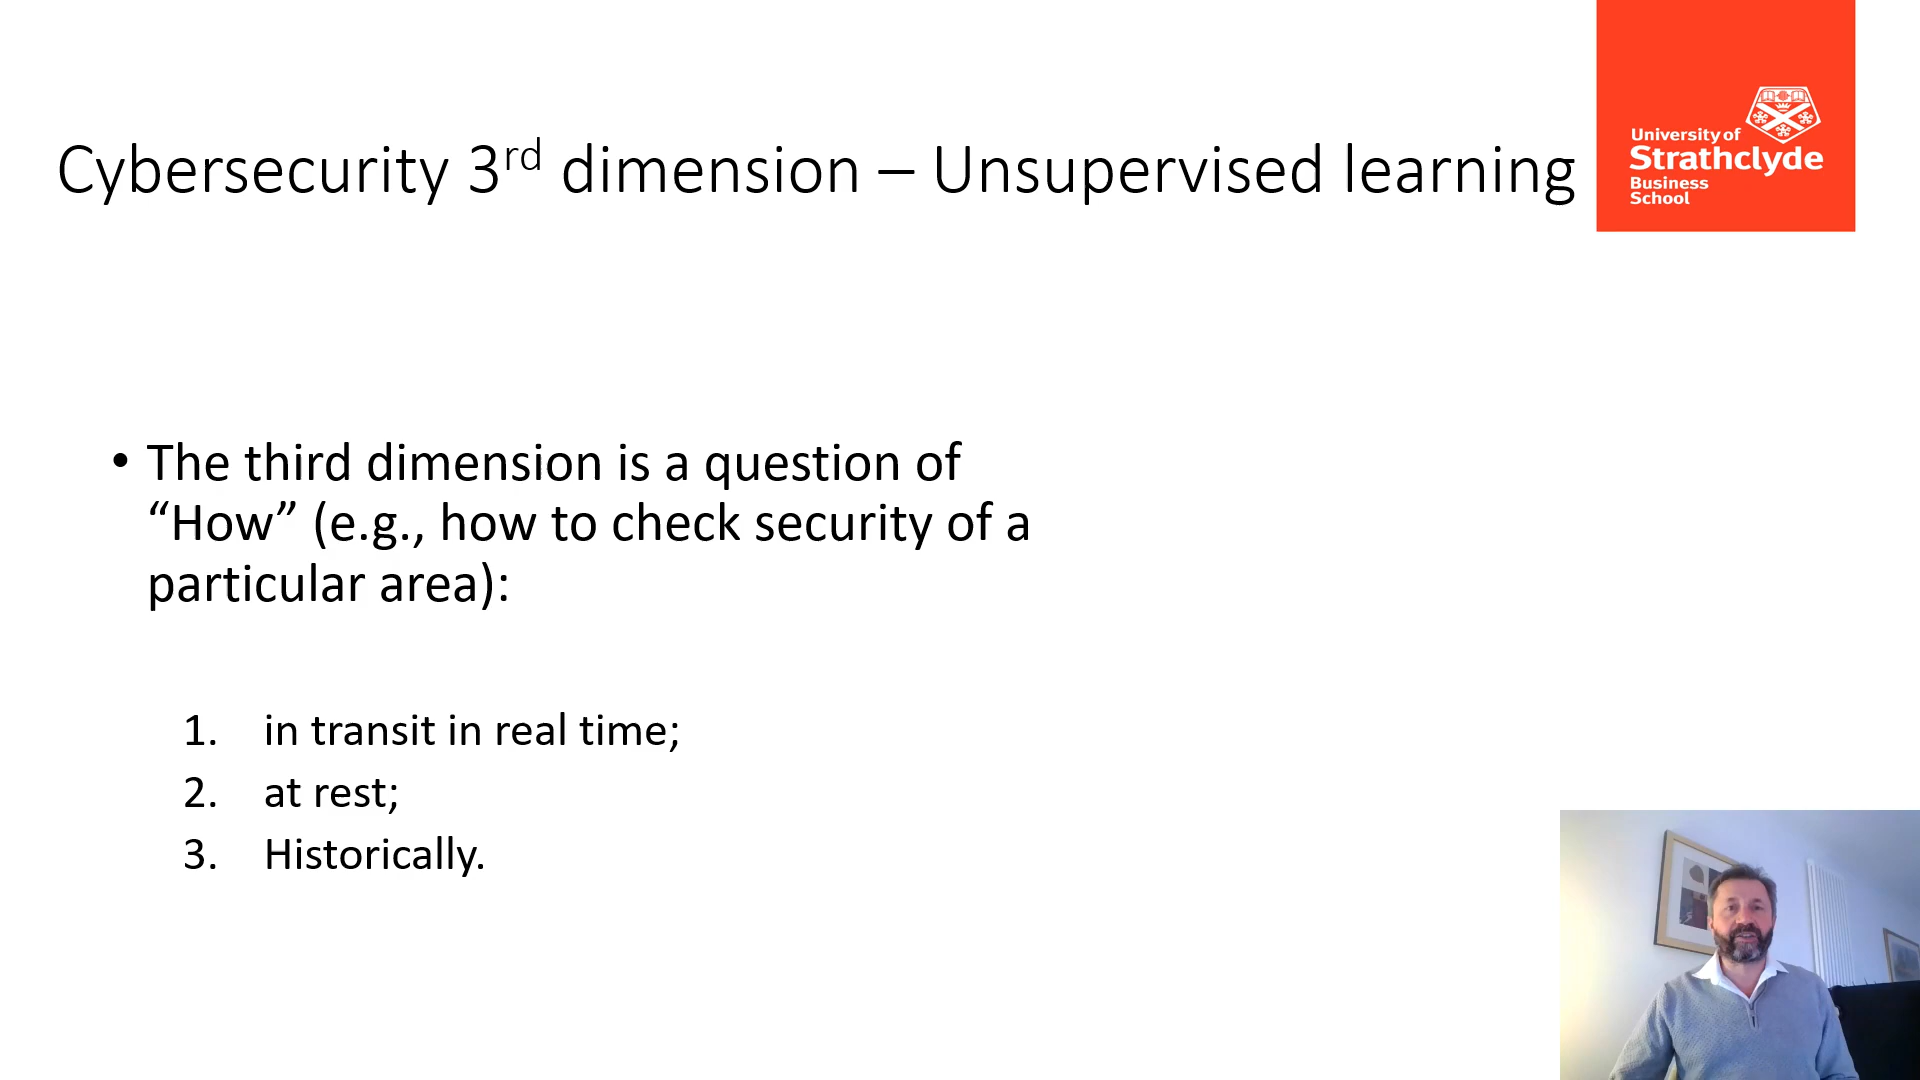 Cybersecurity 3rd dimension – Unsupervised learning
University of
Strathclyde
Business
School
• The third dimension is a question of
“How” (e.g., how to check security of a
particular area):
1. in transit in real time;
2. at rest;
3. Historically.